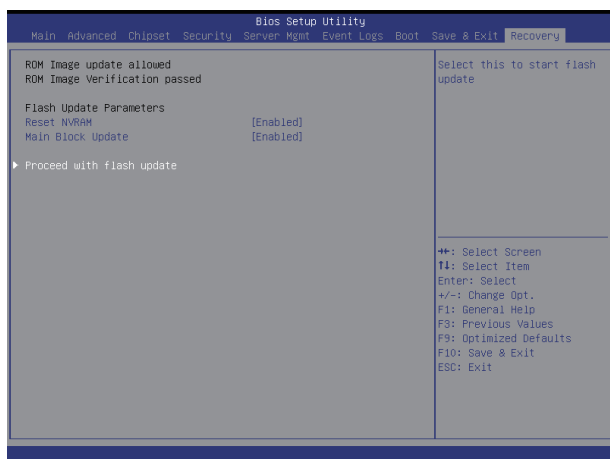 Bios Setup Utility
Main Advanced Chipset Security Server Mgmt Event Logs Boot Save & Exit Recovery
ROM Image update allowed
ROM Image Verification passed
Flash Update Parameters
Reset NVRAM [Enabled]
Main Block Update [Enabled]
▶ Proceed with flash update
Select this to start flash
update
→←: Select Screen
↑↓: Select Item
Enter: Select
+/-: Change Opt.
F1: General Help
F3: Previous Values
F9: Optimized Defaults
F10: Save & Exit
ESC: Exit